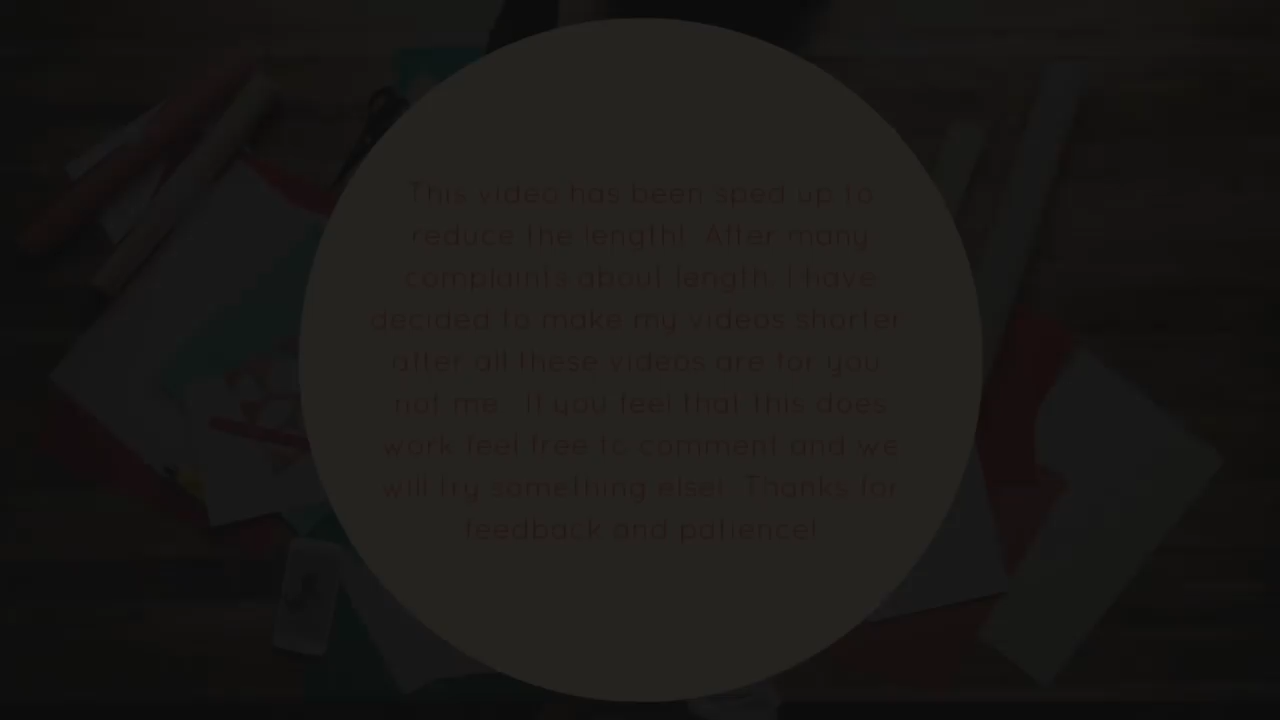 This video has been sped up to
reduce the length! After many
complaints about length, I have
decided to make my videos shorter
after all these videos are for you
not me. If you feel that this does
work feel free to comment and we
will try something else! Thanks for
feedback and patience!